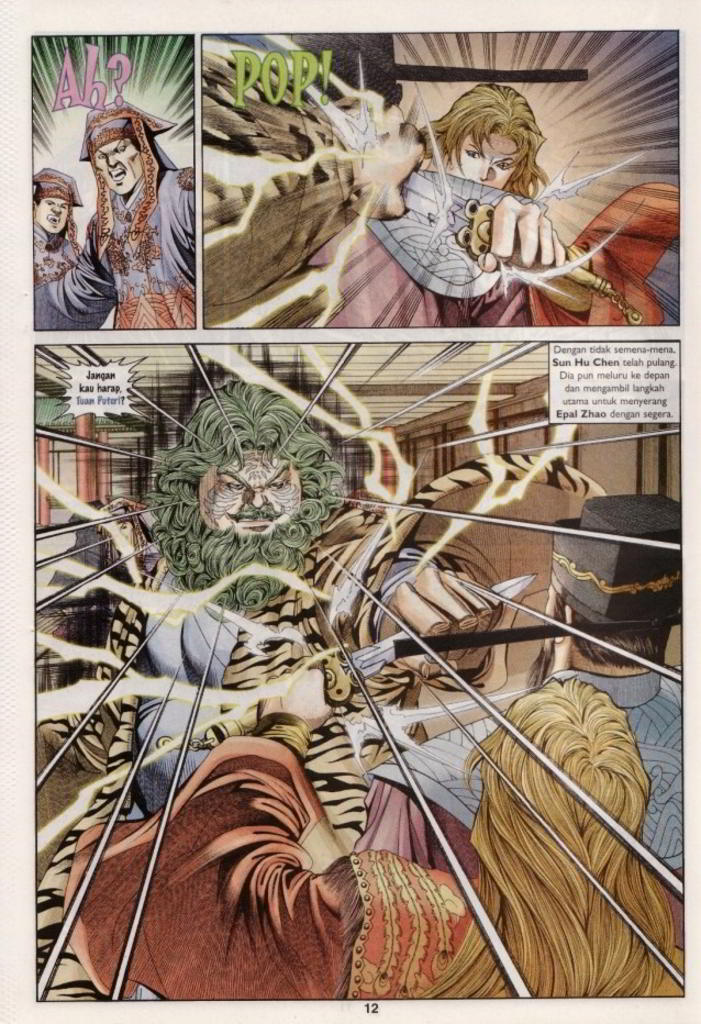 Ah?
POP!
Jangan
kau harap,
Tuan Puteri?
Dengan tidak semena-mena,
Sun Hu Chen telah pulang.
Dia pun meluru ke depan
dan mengambil langkah
utama untuk menyerang
Epal Zhao dengan segera.
12